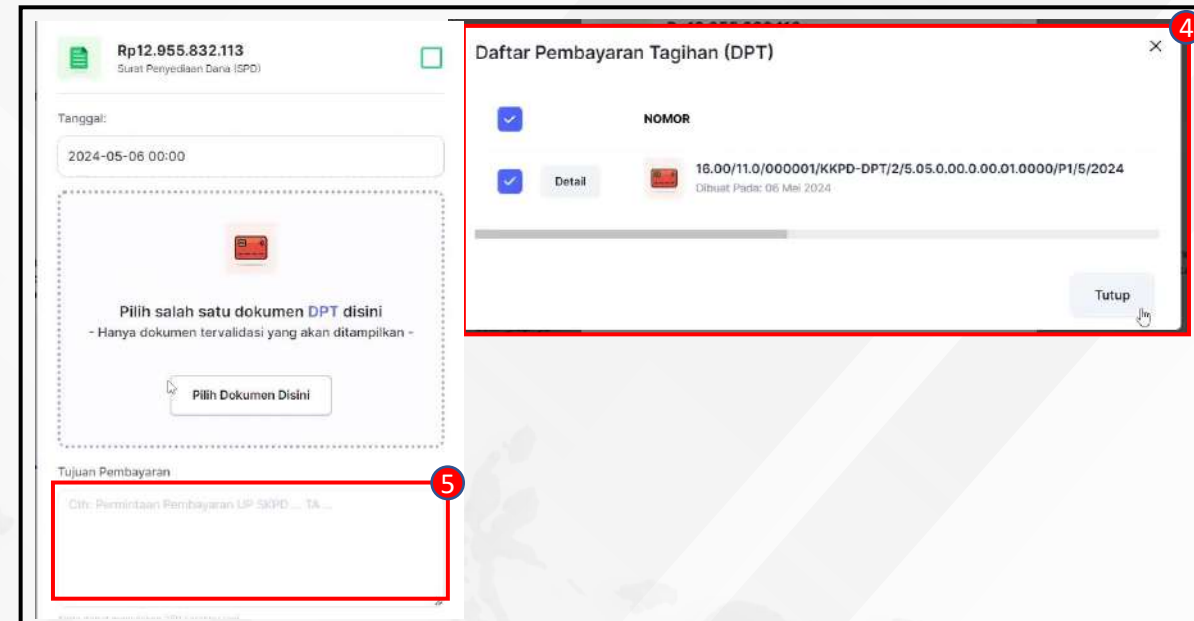 Rp12.955.832.113
Surat Penyediaan Dana (SPD)
Tanggal:
2024-05-06 00:00
Pilih salah satu dokumen DPT disini
- Hanya dokumen tervalidasi yang akan ditampilkan -
Pilih Dokumen Disini
Tujuan Pembayaran
5
Cth: Permintaan Pembayaran UP SKPD ... TA ...
4
Daftar Pembayaran Tagihan (DPT)
NOMOR
Detail
16.00/11.0/000001/KKPD-DPT/2/5.05.0.00.0.00.01.0000/P1/5/2024
Dibuat Pada: 06 Mei 2024
Tutup